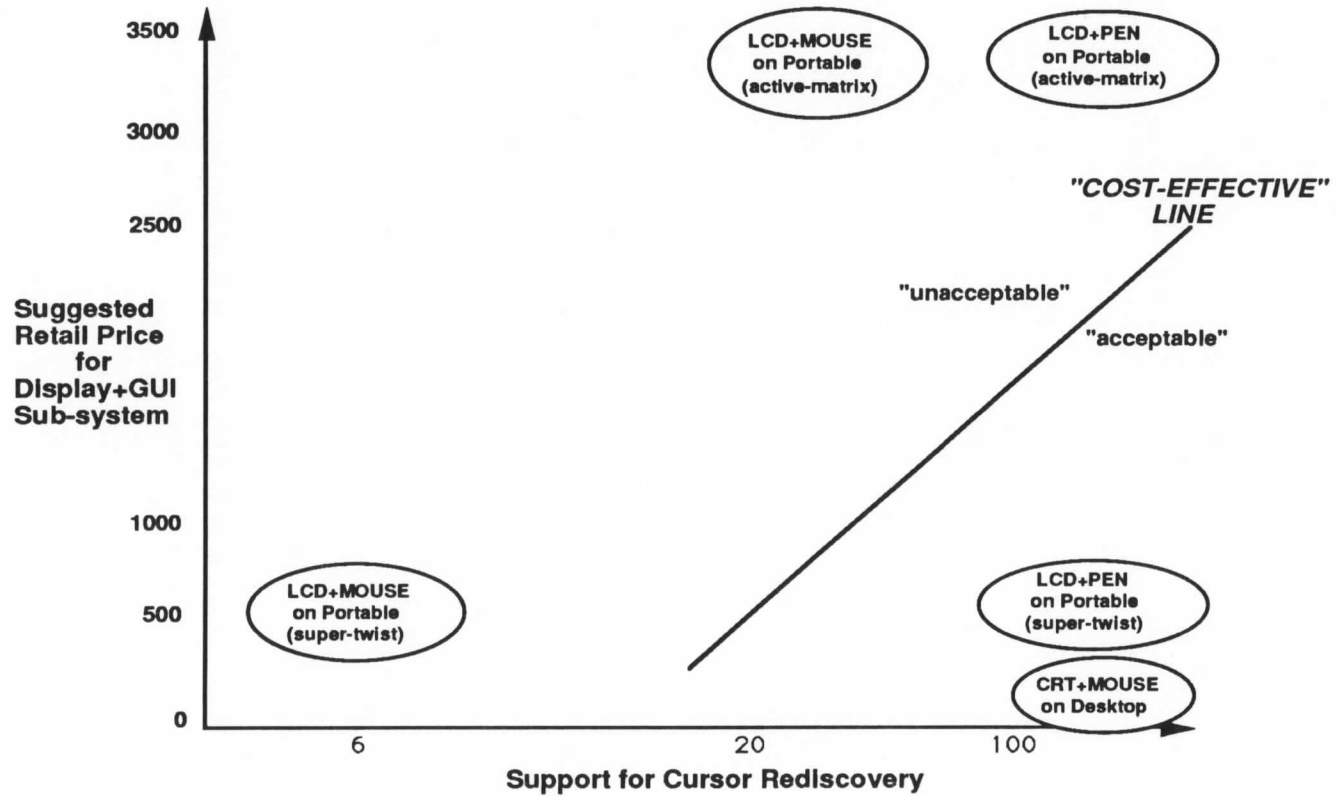 3500
LCD+MOUSE
on Portable
(active-matrix)
LCD+PEN
on Portable
(active-matrix)
3000
"COST-EFFECTIVE"
LINE
2500
"unacceptable"
"acceptable"
Suggested
Retail Price
for
Display+GUI
Sub-system
1000
LCD+MOUSE
on Portable
(super-twist)
LCD+PEN
on Portable
(super-twist)
500
CRT+MOUSE
on Desktop
0
6
20
100
Support for Cursor Rediscovery